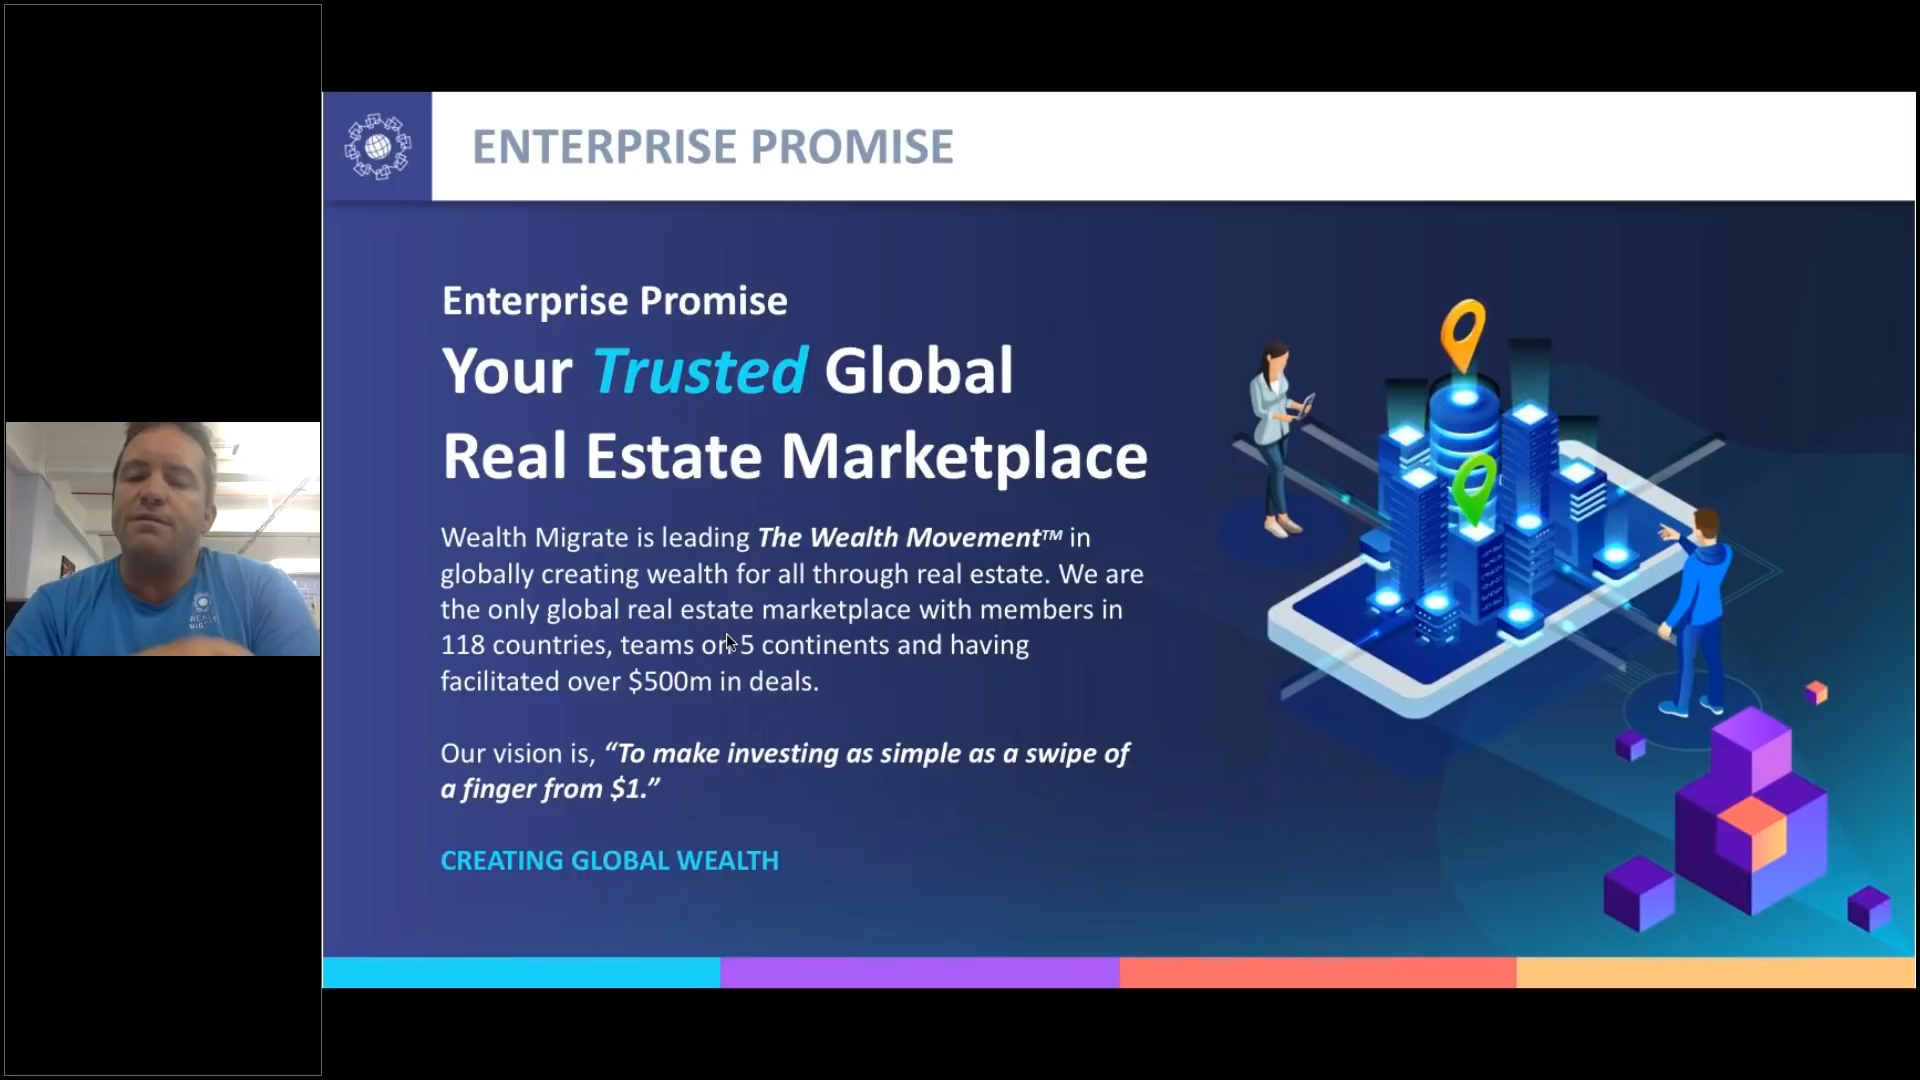 ENTERPRISE PROMISE
Enterprise Promise
Your Trusted Global
Real Estate Marketplace
Wealth Migrate is leading The Wealth Movement™ in
globally creating wealth for all through real estate. We are
the only global real estate marketplace with members in
118 countries, teams on 5 continents and having
facilitated over $500m in deals.
Our vision is, “To make investing as simple as a swipe of
a finger from $1.”
CREATING GLOBAL WEALTH